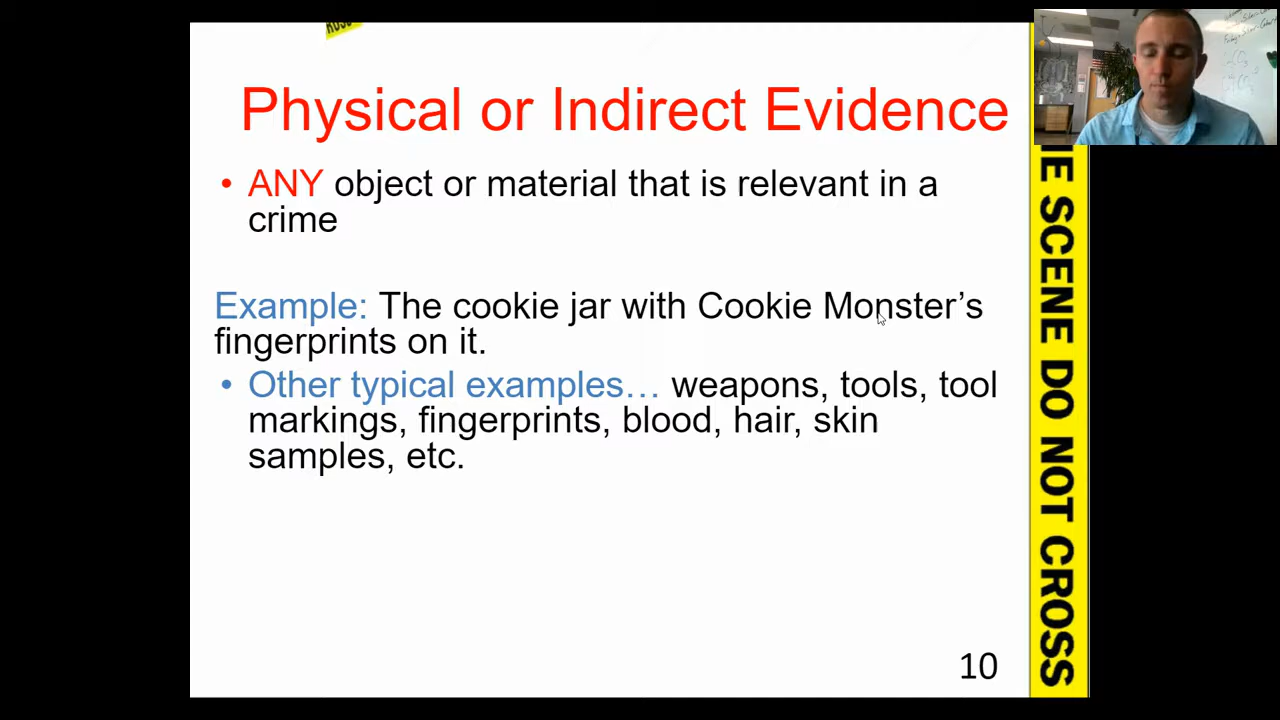 Physical or Indirect Evidence
• ANY object or material that is relevant in a
crime
Example: The cookie jar with Cookie Monster’s
fingerprints on it.
• Other typical examples… weapons, tools, tool
markings, fingerprints, blood, hair, skin
samples, etc.
10
SCENE DO NOT CROSS